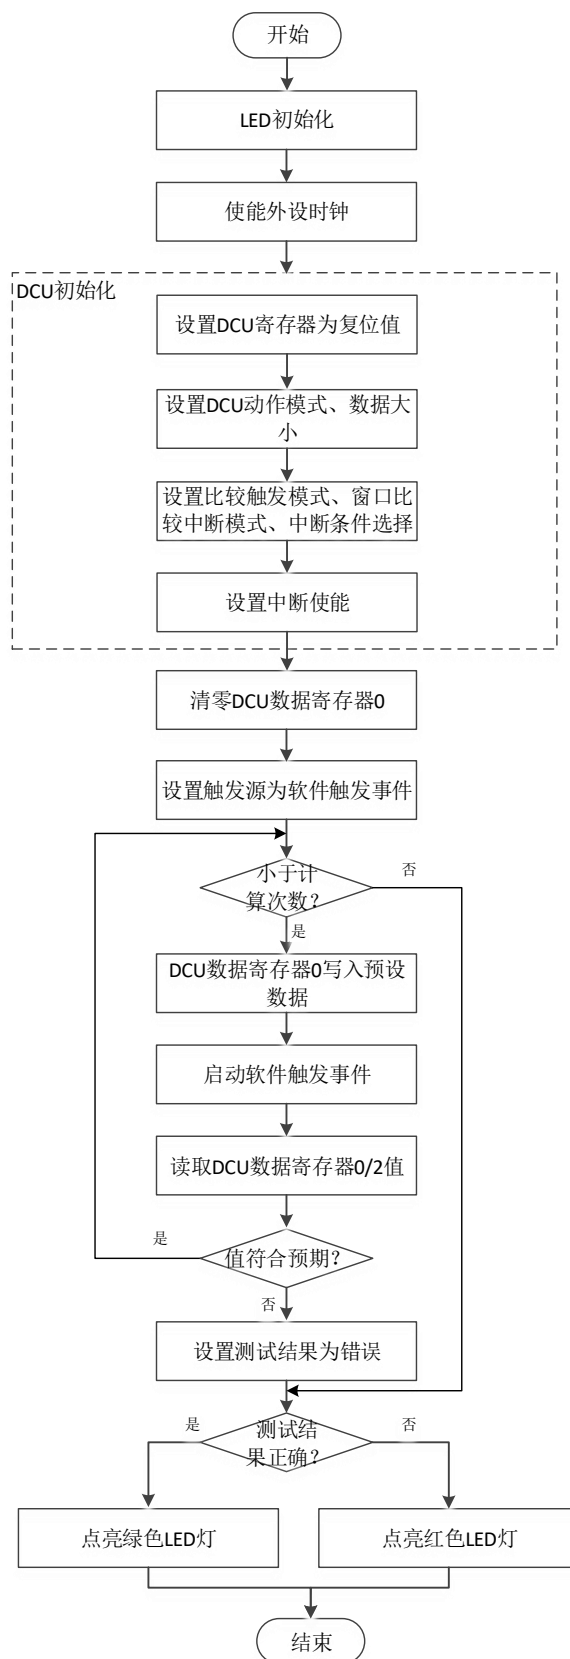 开始
LED初始化
使能外设时钟
DCU初始化
设置DCU寄存器为复位值
设置DCU动作模式、数据大
小
设置比较触发模式、窗口比
较中断模式、中断条件选择
设置中断使能
清零DCU数据寄存器0
设置触发源为软件触发事件
小于计
算次数?
否
是
DCU数据寄存器0写入预设
数据
启动软件触发事件
读取DCU数据寄存器0/2值
是
值符合预期?
否
设置测试结果为错误
是
测试结
果正确?
否
点亮绿色LED灯
点亮红色LED灯
结束